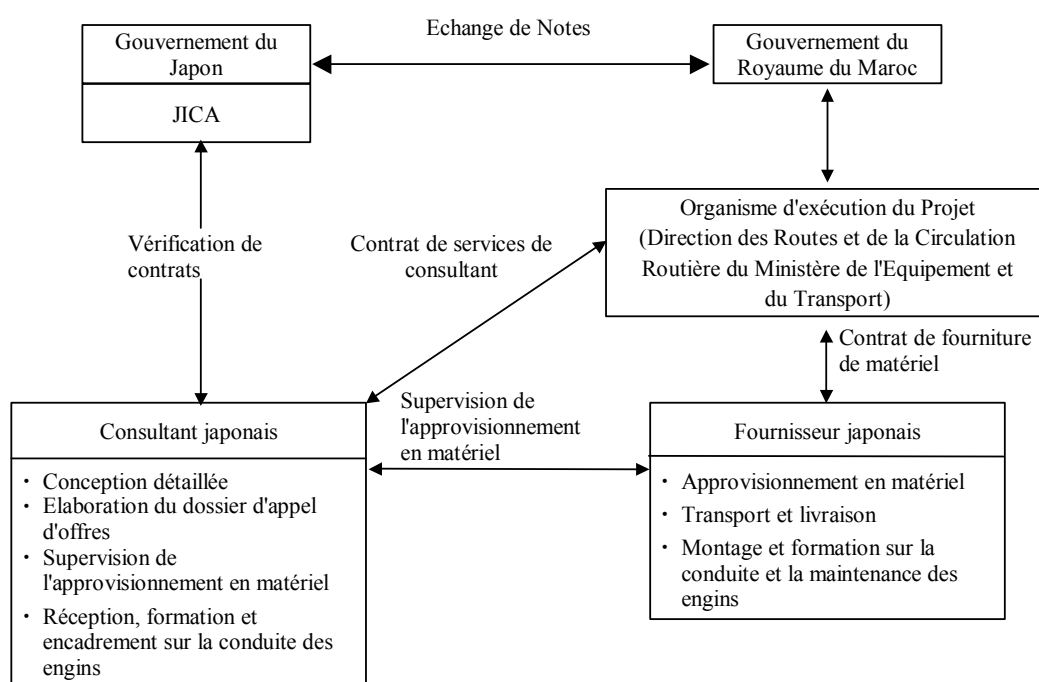 Gouvernement du
Japon
JICA
Echange de Notes
Gouvernement du
Royaume du Maroc
Vérification de
contrats
Contrat de services de
consultant
Organisme d'exécution du Projet
(Direction des Routes et de la Circulation
Routière du Ministère de l'Equipement et
du Transport)
Contrat de fourniture
de matériel
Supervision de
l'approvisionnement
en matériel
Consultant japonais
・ Conception détaillée
・ Elaboration du dossier d'appel
d'offres
・ Supervision de
l'approvisionnement en matériel
・ Réception, formation et
encadrement sur la conduite des
engins
Fournisseur japonais
・ Approvisionnement en matériel
・ Transport et livraison
・ Montage et formation sur la
conduite et la maintenance des
engins